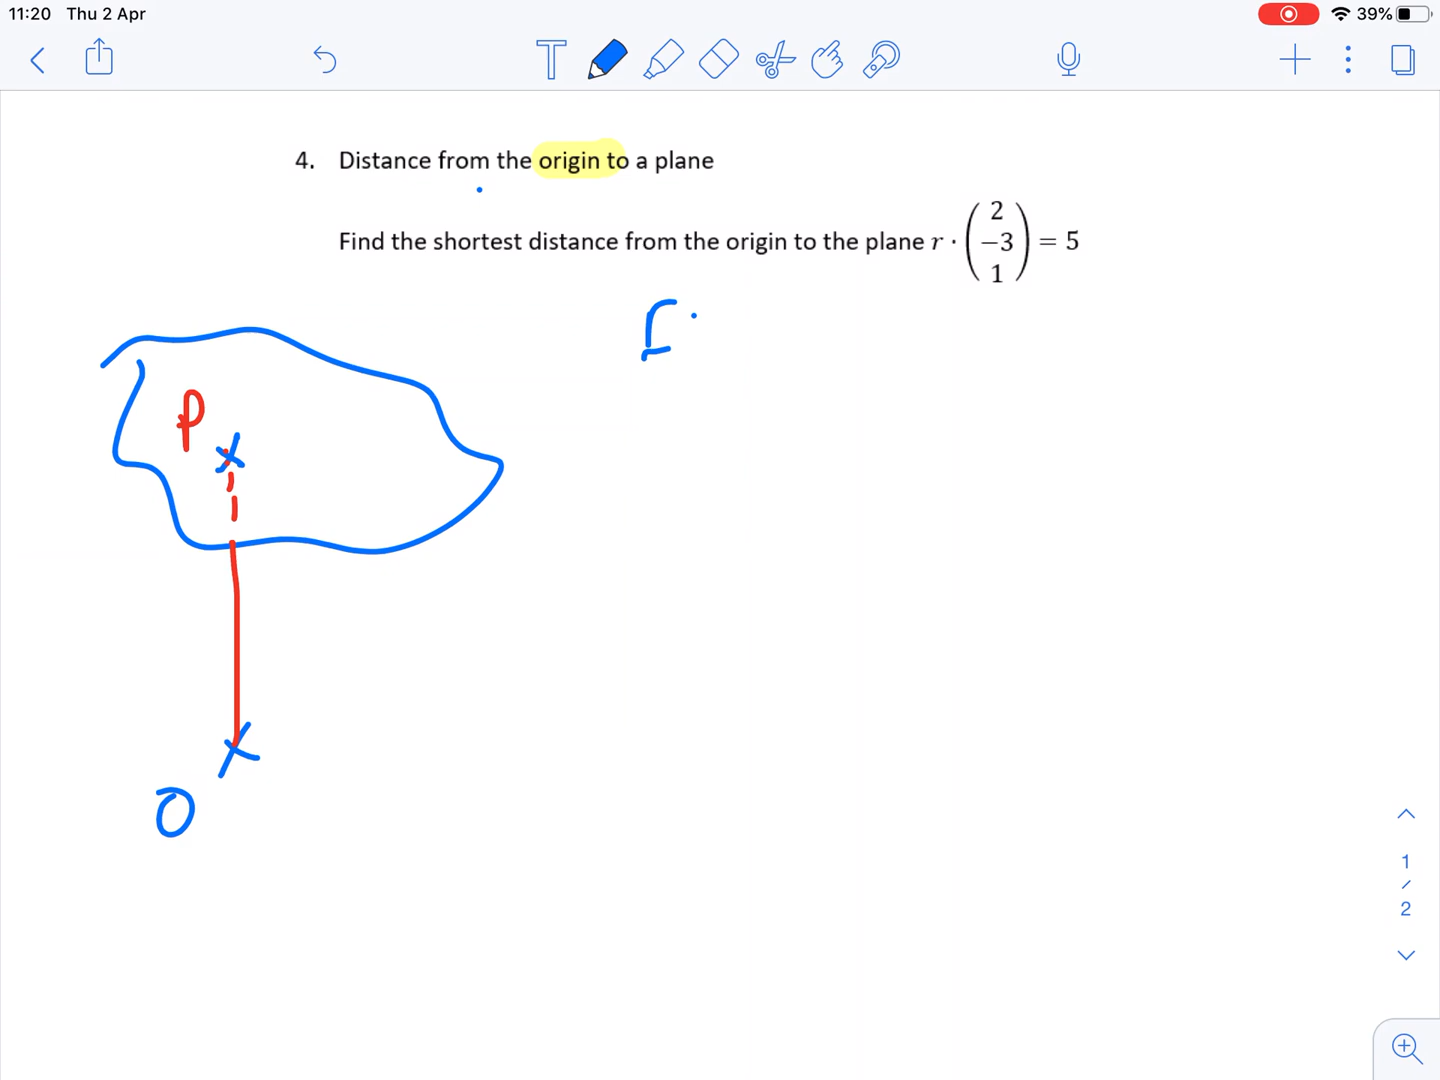 11:20 Thu 2 Apr 39%
T
4. Distance from the origin to a plane
Find the shortest distance from the origin to the plane r · (2 −3 1) = 5
r ·
P
O
1
/
2